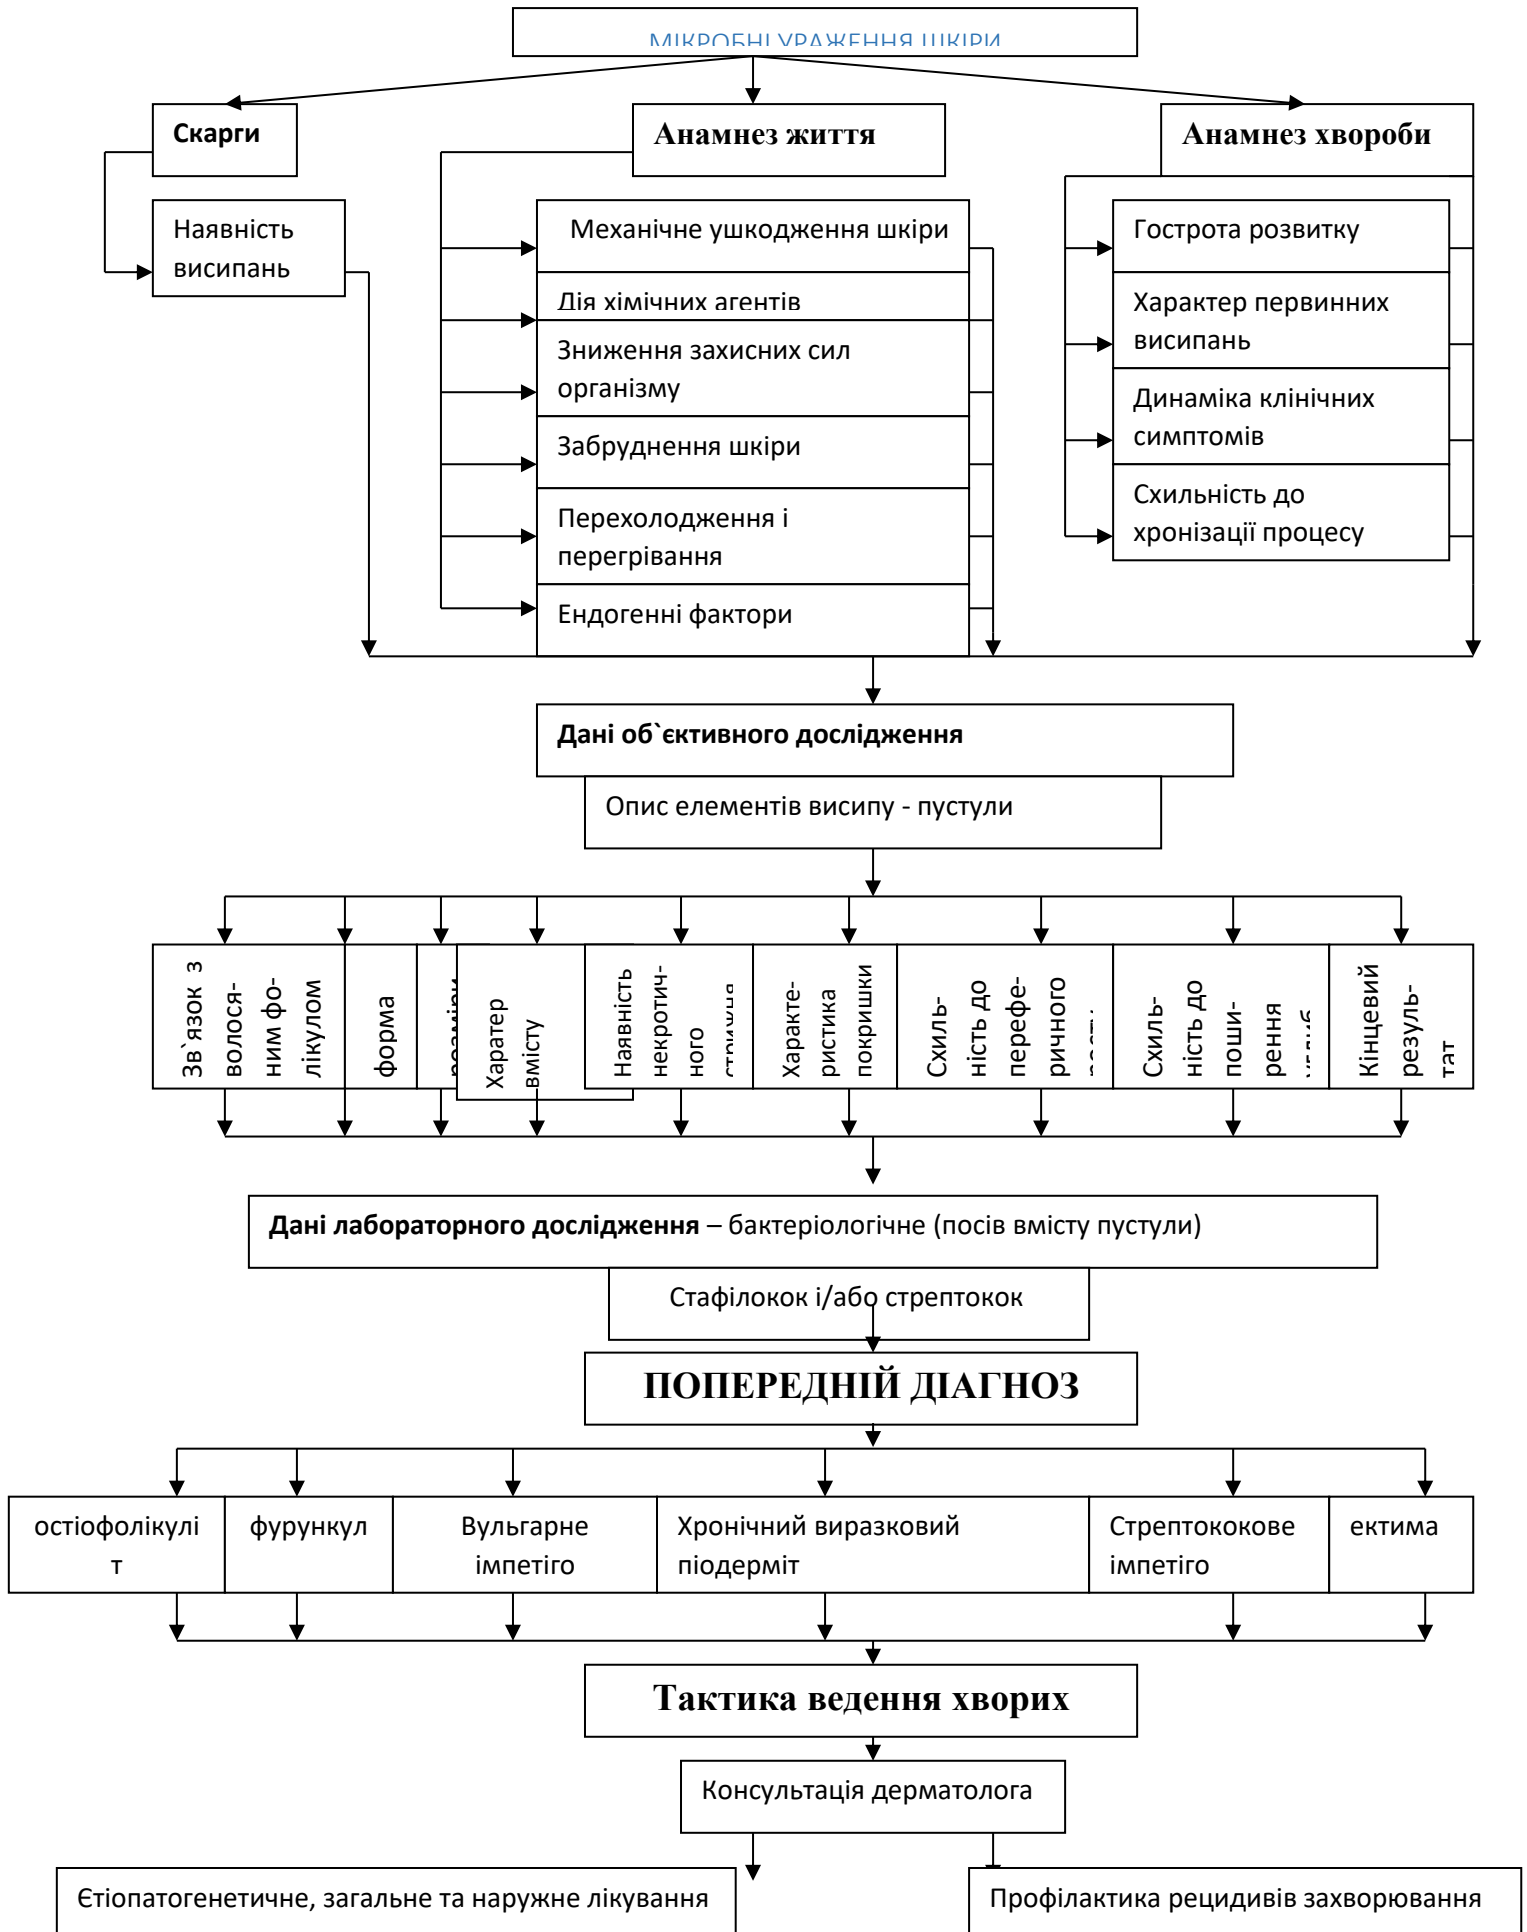 МІКРОБНІ УРАЖЕННЯ ШКІРИ
Скарги
Анамнез життя
Анамнез хвороби
Наявність
висипань
Механічне ушкодження шкіри
Дія хімічних агентів
Зниження захисних сил
організму
Забруднення шкіри
Перехолодження і
перегрівання
Ендогенні фактори
Гострота розвитку
Характер первинних
висипань
Динаміка клінічних
симптомів
Схильність до
хронізації процесу
Дані об`єктивного дослідження
Опис елементів висипу - пустули
Зв`язок з
волося-
ним фо-
лікулом
форма
розміри
Характер
вмісту
Наявність
некротич-
ного
стрижня
Характе-
ристика
покришки
Схиль-
ність до
перефе-
ричного
росту
Схиль-
ність до
поши-
рення
углиб
Кінцевий
резуль-
тат
Дані лабораторного дослідження – бактеріологічне (посів вмісту пустули)
Стафілокок і/або стрептокок
ПОПЕРЕДНІЙ ДІАГНОЗ
остіофолікулі
т
фурункул
Вульгарне
імпетіго
Хронічний виразковий
піодерміт
Стрептококове
імпетіго
ектима
Тактика ведення хворих
Консультація дерматолога
Єтіопатогенетичне, загальне та наружне лікування
Профілактика рецидивів захворювання